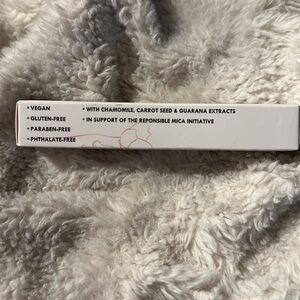 • VEGAN
• GLUTEN-FREE
• PARABEN-FREE
• PHTHALATE-FREE
• WITH CHAMOMILE, CARROT SEED & GUARANA EXTRACTS
• IN SUPPORT OF THE REPONSIBLE MICA INITIATIVE